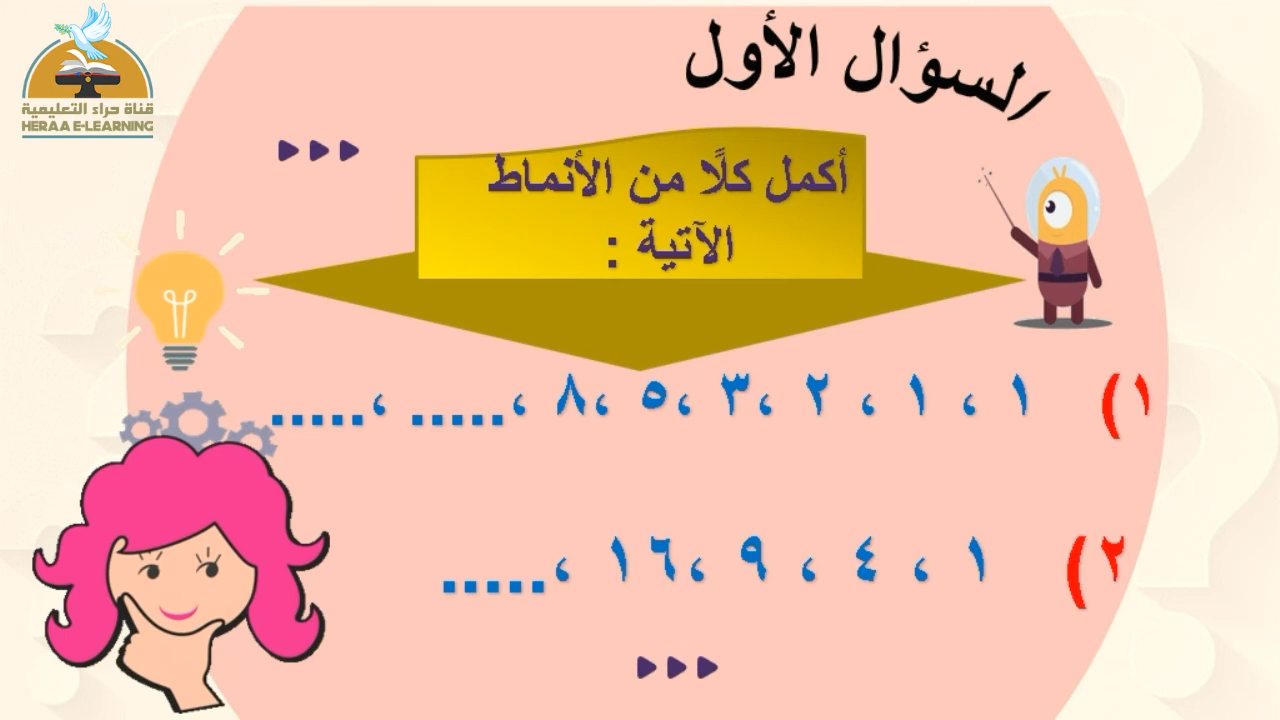 قناة حراء التعليمية
HERAA E-LEARNING
السؤال الأول
أكمل كلًا من الأنماط
الآتية :
١) ١ ، ١ ، ٢ ،٣ ،٥ ،٨ ،..... ،.....
٢) ١ ، ٤ ، ٩ ،١٦ ،.....